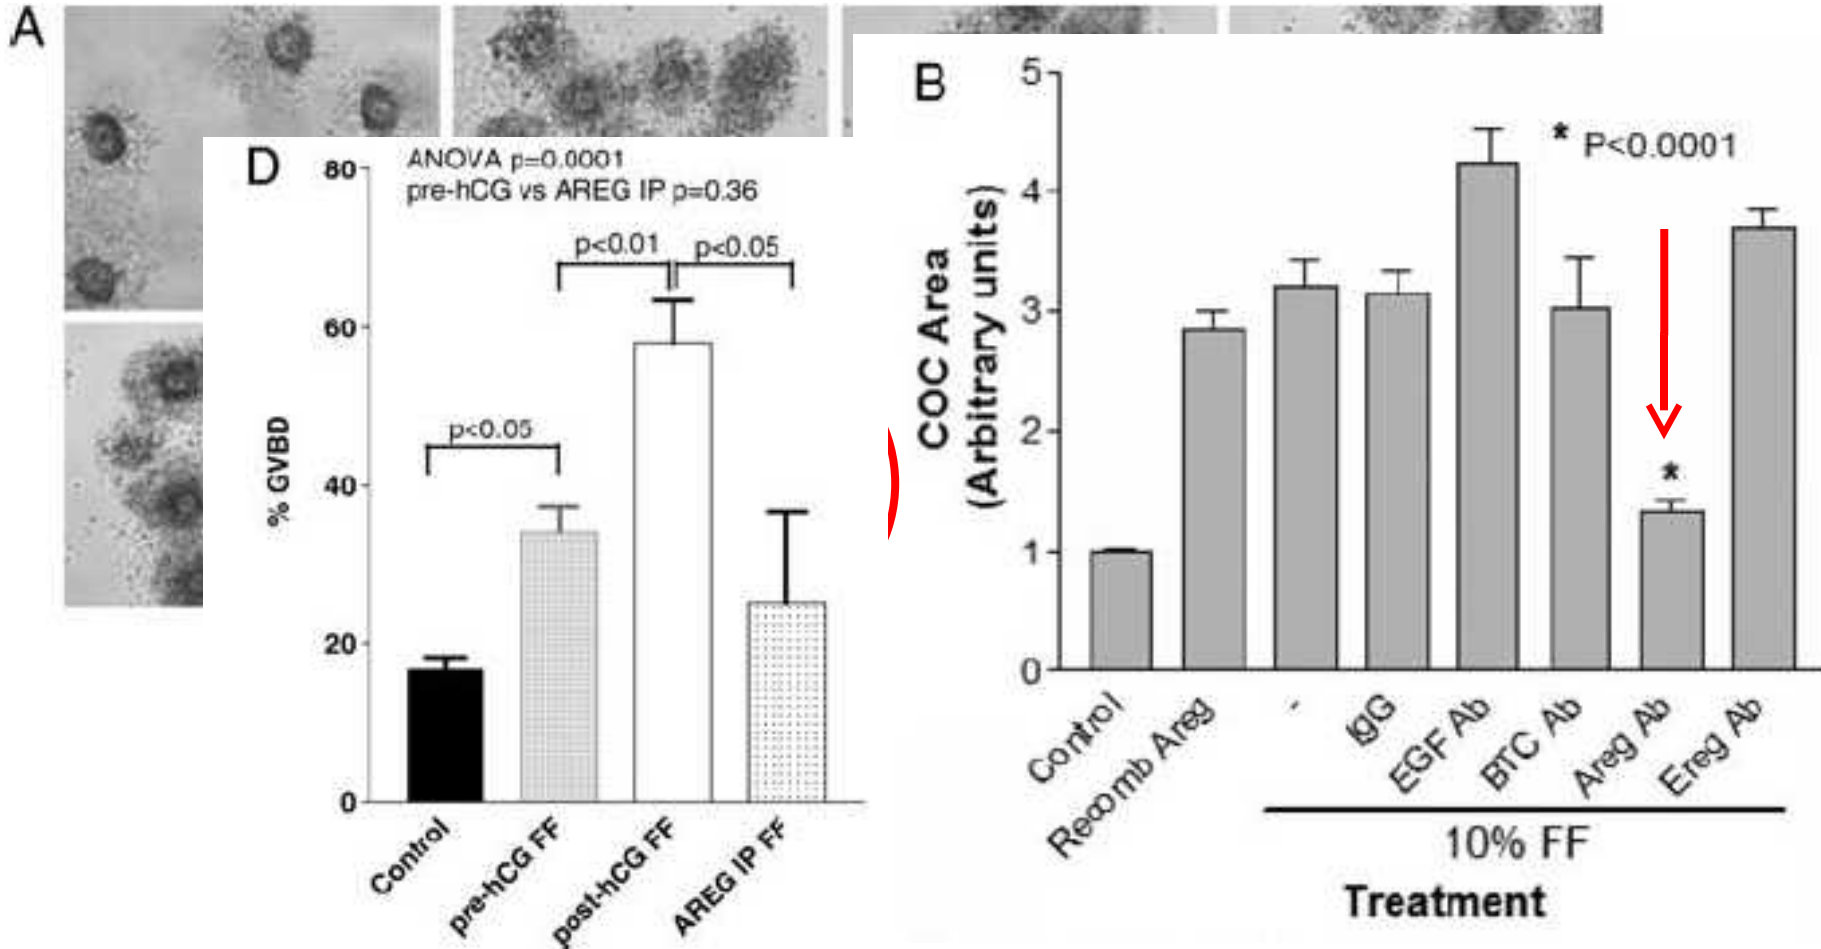 A
D
ANOVA p=0.0001
pre-hCG vs AREG IP p=0.36
p<0.01
p<0.05
p<0.05
80
60
40
20
0
% GVBD
Control
pre-hCG FF
post-hCG FF
AREG IP FF
B
* P<0.0001
*
5
4
3
2
1
0
COC Area
(Arbitrary units)
Control
Recomb Areg
-
IgG
EGF Ab
BTC Ab
Areg Ab
Ereg Ab
10% FF
Treatment